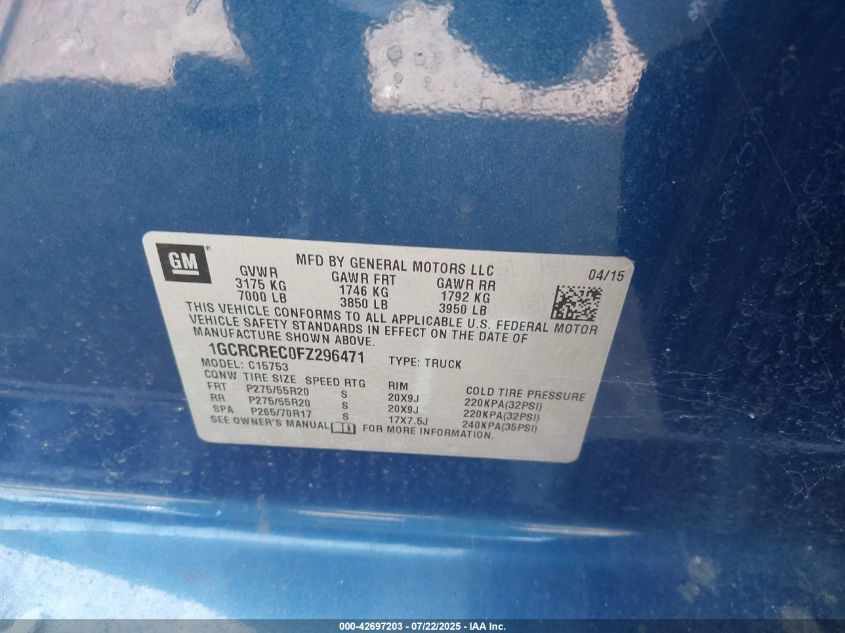 GM
MFD BY GENERAL MOTORS LLC
04/15
GVWR GAWR FRT GAWR RR
3175 KG 1746 KG 1792 KG
7000 LB 3850 LB 3950 LB
THIS VEHICLE CONFORMS TO ALL APPLICABLE U.S. FEDERAL MOTOR
VEHICLE SAFETY STANDARDS IN EFFECT ON THE DATE OF
MANUFACTURE SHOWN ABOVE.
1GCRCREC0FZ296471 TYPE: TRUCK
MODEL: C15753
CONW TIRE SIZE SPEED RTG RIM COLD TIRE PRESSURE
FRT P275/55R20 S 20X9J 220KPA(32PSI)
RR P275/55R20 S 20X9J 220KPA(32PSI)
SPA P265/70R17 S 17X7.5J 240KPA(35PSI)
SEE OWNER'S MANUAL FOR MORE INFORMATION.
000-42697203 - 07/22/2025 - IAA Inc.